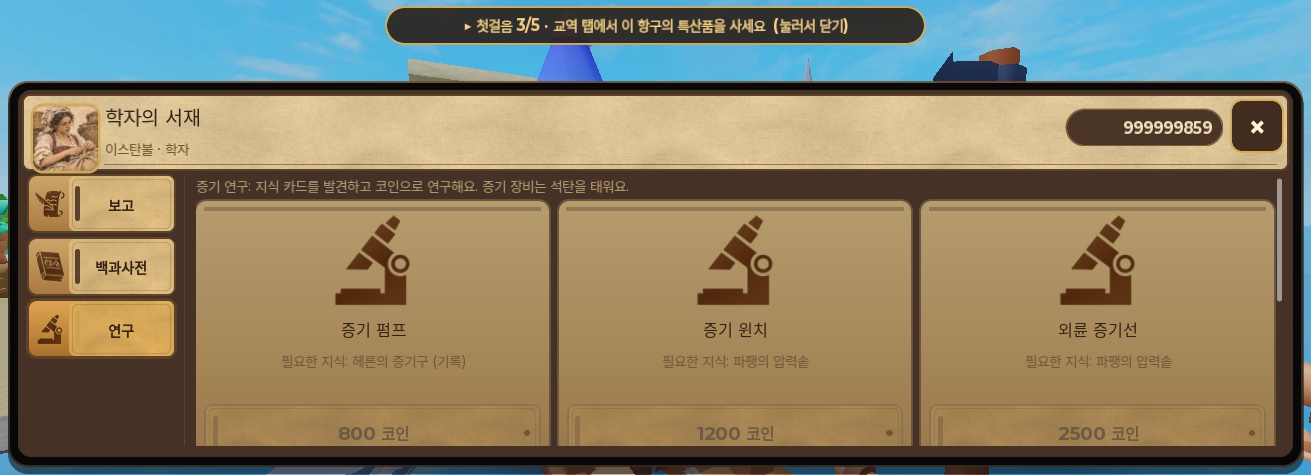 ▸ 첫걸음 3/5 · 교역 탭에서 이 항구의 특산품을 사세요 (눌러서 닫기)
학자의 서재
999999859
×
이스탄불 · 학자
보고
백과사전
연구
증기 연구: 지식 카드를 발견하고 코인으로 연구해요. 증기 장비는 석탄을 태워요.
증기 펌프
필요한 지식: 헤론의 증기구 (기록)
800 코인
증기 윈치
필요한 지식: 파팽의 압력솥
1200 코인
외륜 증기선
필요한 지식: 파팽의 압력솥
2500 코인